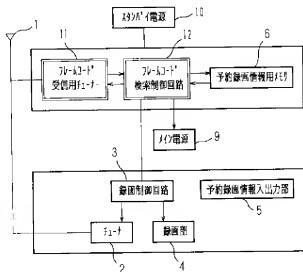 スタンバイ電源
10
1
11
12
6
フレームコード
受信用チューナー
フレームコード
検索制御回路
予約録画情報用メモリ
メイン電源
9
3
録画制御回路
予約録画情報入出力部
5
チューナ
録画部
2
4